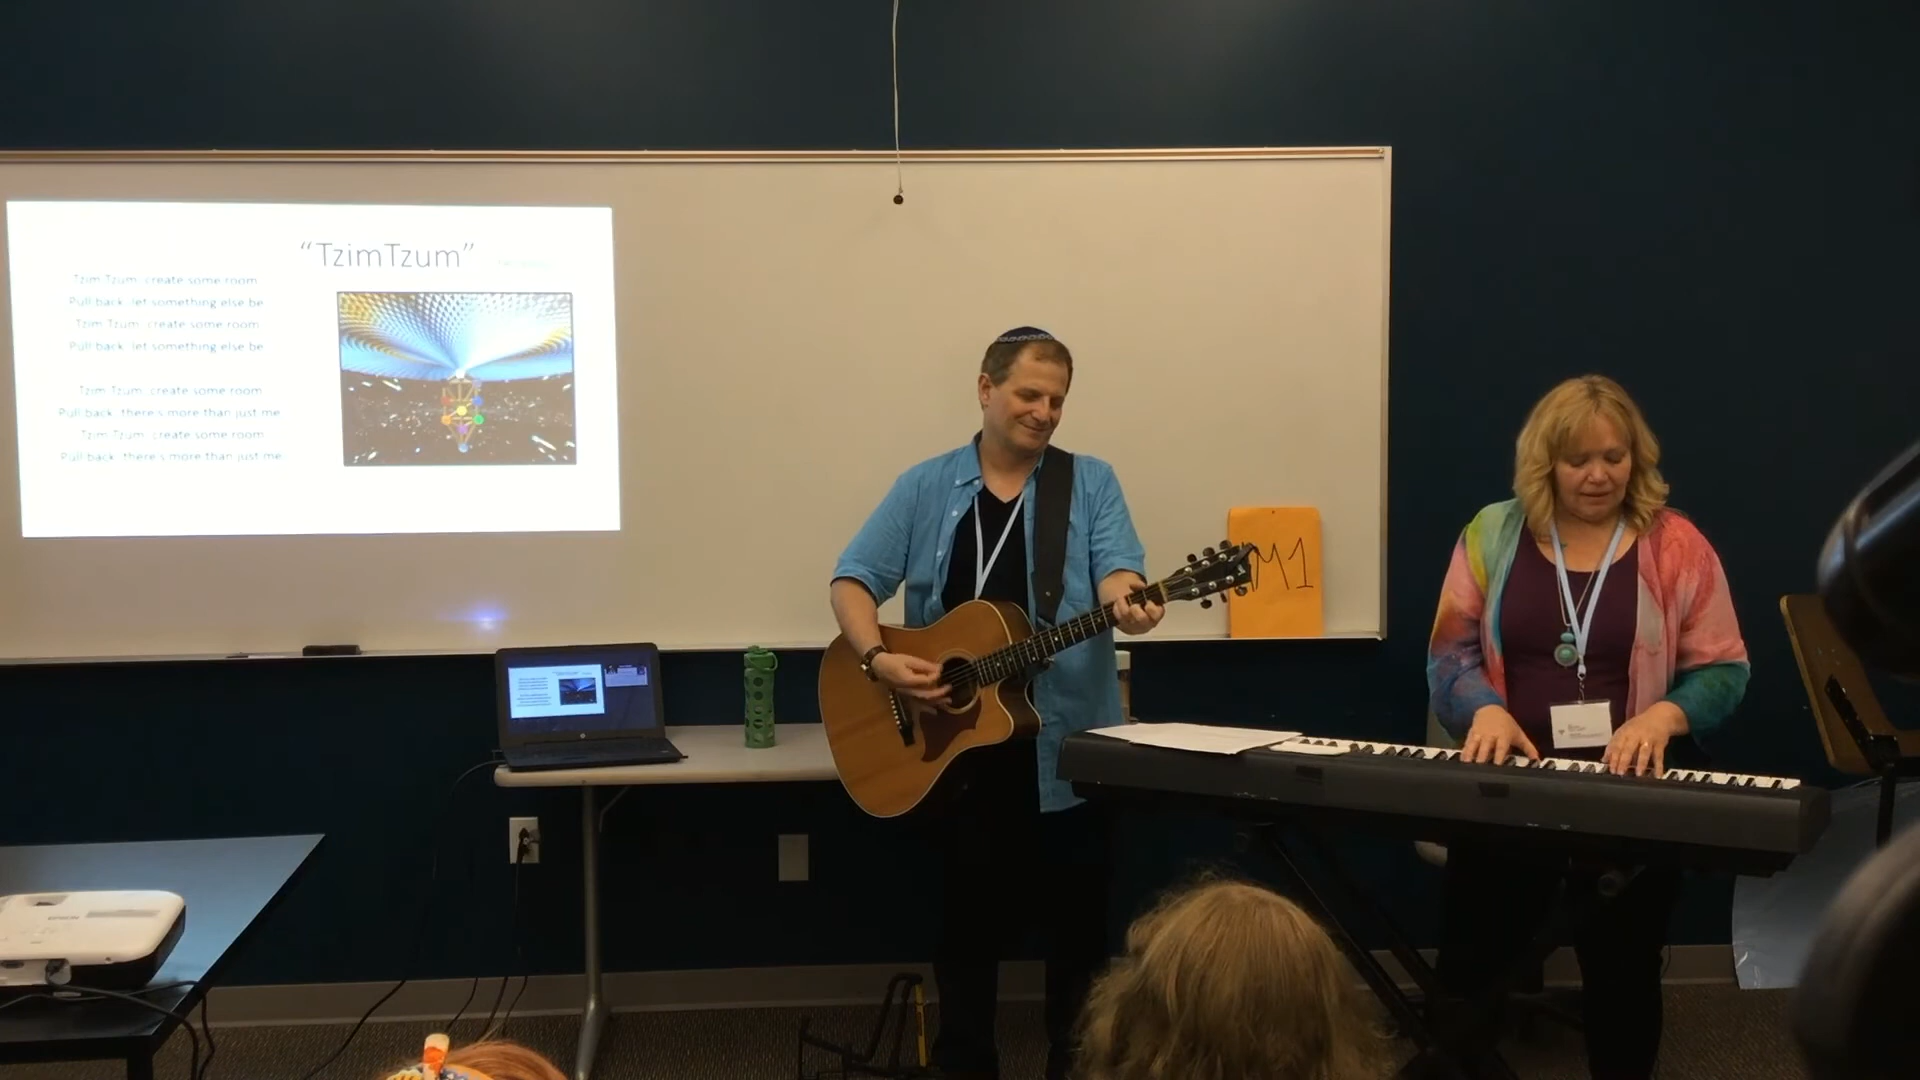 “TzimTzum”
Tzim Tzum: create some room
Pull back: let something else be
Tzim Tzum: create some room
Pull back: let something else be
Tzim Tzum: create some room
Pull back: there's more than just me
Tzim Tzum: create some room
Pull back: there's more than just me
M1
EPSON